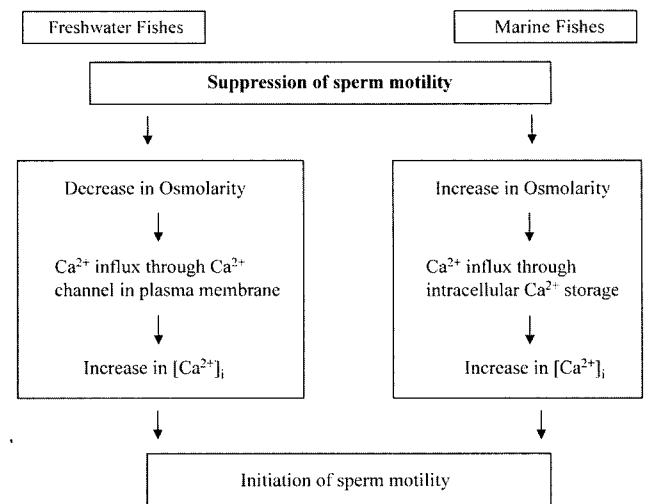 Freshwater Fishes
Marine Fishes
Suppression of sperm motility
Decrease in Osmolarity
Ca²⁺ influx through Ca²⁺
channel in plasma membrane
Increase in [Ca²⁺]ᵢ
Increase in Osmolarity
Ca²⁺ influx through
intracellular Ca²⁺ storage
Increase in [Ca²⁺]ᵢ
Initiation of sperm motility